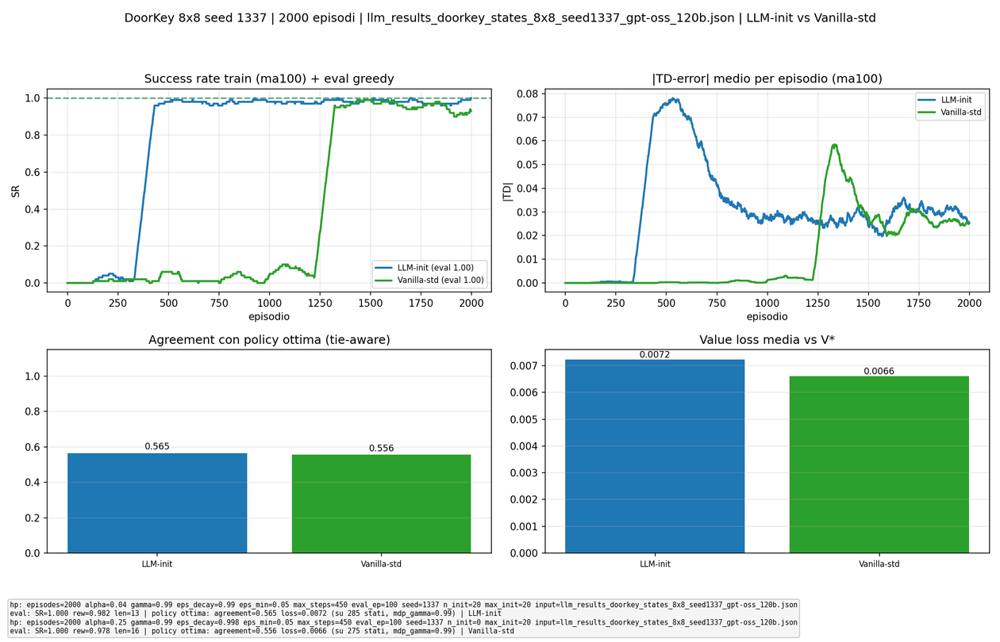 DoorKey 8x8 seed 1337 | 2000 episodi | llm_results_doorkey_states_8x8_seed1337_gpt-oss_120b.json | LLM-init vs Vanilla-std
Success rate train (ma100) + eval greedy
1.0
0.8
0.6
0.4
0.2
0.0
SR
LLM-init (eval 1.00)
Vanilla-std (eval 1.00)
0 250 500 750 1000 1250 1500 1750 2000
episodio
|TD-error| medio per episodio (ma100)
0.08
0.07
0.06
0.05
0.04
0.03
0.02
0.01
0.00
|TD|
LLM-init
Vanilla-std
0 250 500 750 1000 1250 1500 1750 2000
episodio
Agreement con policy ottima (tie-aware)
1.0
0.8
0.6
0.4
0.2
0.0
0.565
0.556
LLM-init Vanilla-std
Value loss media vs V*
0.007
0.006
0.005
0.004
0.003
0.002
0.001
0.000
0.0072
0.0066
LLM-init Vanilla-std
hp: episodes=2000 alpha=0.04 gamma=0.99 eps_decay=0.99 eps_min=0.05 max_steps=450 eval_ep=100 seed=1337 n_init=20 max_init=20 input=llm_results_doorkey_states_8x8_seed1337_gpt-oss_120b.json
eval: SR=1.000 rew=0.982 len=13 | policy ottima: agreement=0.565 loss=0.0072 (su 285 stati, mdp_gamma=0.99) | LLM-init
hp: episodes=2000 alpha=0.25 gamma=0.99 eps_decay=0.998 eps_min=0.05 max_steps=450 eval_ep=100 seed=1337 n_init=0 max_init=20 input=llm_results_doorkey_states_8x8_seed1337_gpt-oss_120b.json
eval: SR=1.000 rew=0.978 len=16 | policy ottima: agreement=0.556 loss=0.0066 (su 275 stati, mdp_gamma=0.99) | Vanilla-std